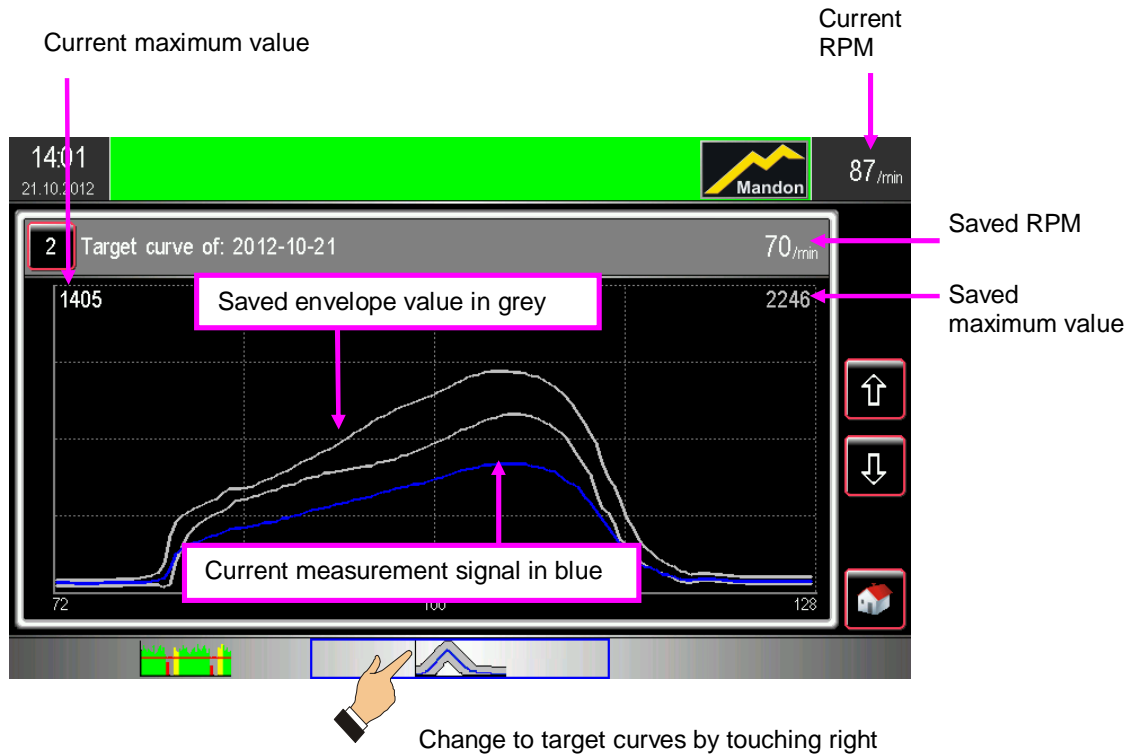 Current
RPM
Current maximum value
14:01
21.10.2012
Mandon
87/min
2 Target curve of: 2012-10-21
70/min
Saved RPM
1405
Saved envelope value in grey
2246
Saved
maximum value
Current measurement signal in blue
72 100 128
Change to target curves by touching right